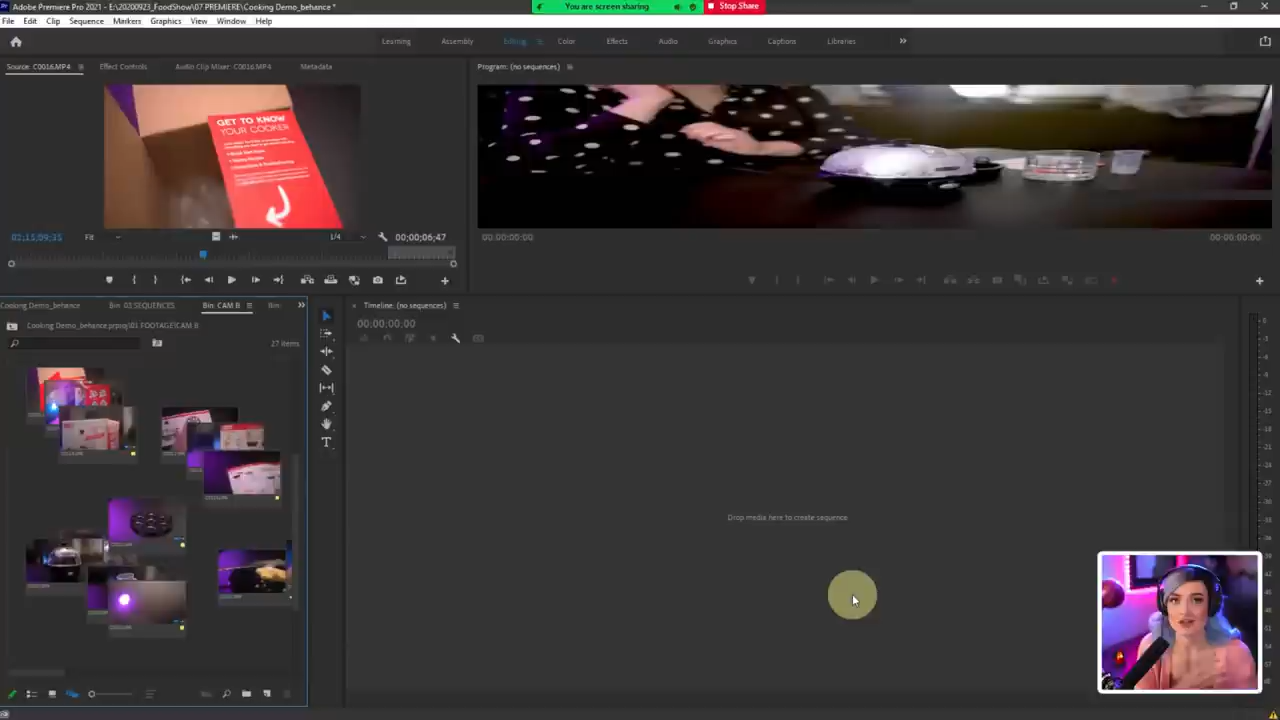 Adobe Premiere Pro 2021 - E:\20200923_FoodShow\07 PREMIERE\Cooking Demo_behance *
You are screen sharing
Stop Share
File Edit Clip Sequence Markers Graphics View Window Help
Learning Assembly Editing Color Effects Audio Graphics Captions Libraries
Source: C0016.MP4 Effect Controls Audio Clip Mixer: C0016.MP4 Metadata
Program: (no sequences)
GET TO KNOW
YOUR COOKER
02;15;09;35 Fit 1/4 00;00;06;47
00;00;00;00 00;00;00;00
Cooking Demo_behance Bin: 03 SEQUENCES Bin: CAM B Bin:
Timeline: (no sequences)
Cooking Demo_behance.prproj\01 FOOTAGE\CAM B
00;00;00;00
27 Items
Drop media here to create sequence